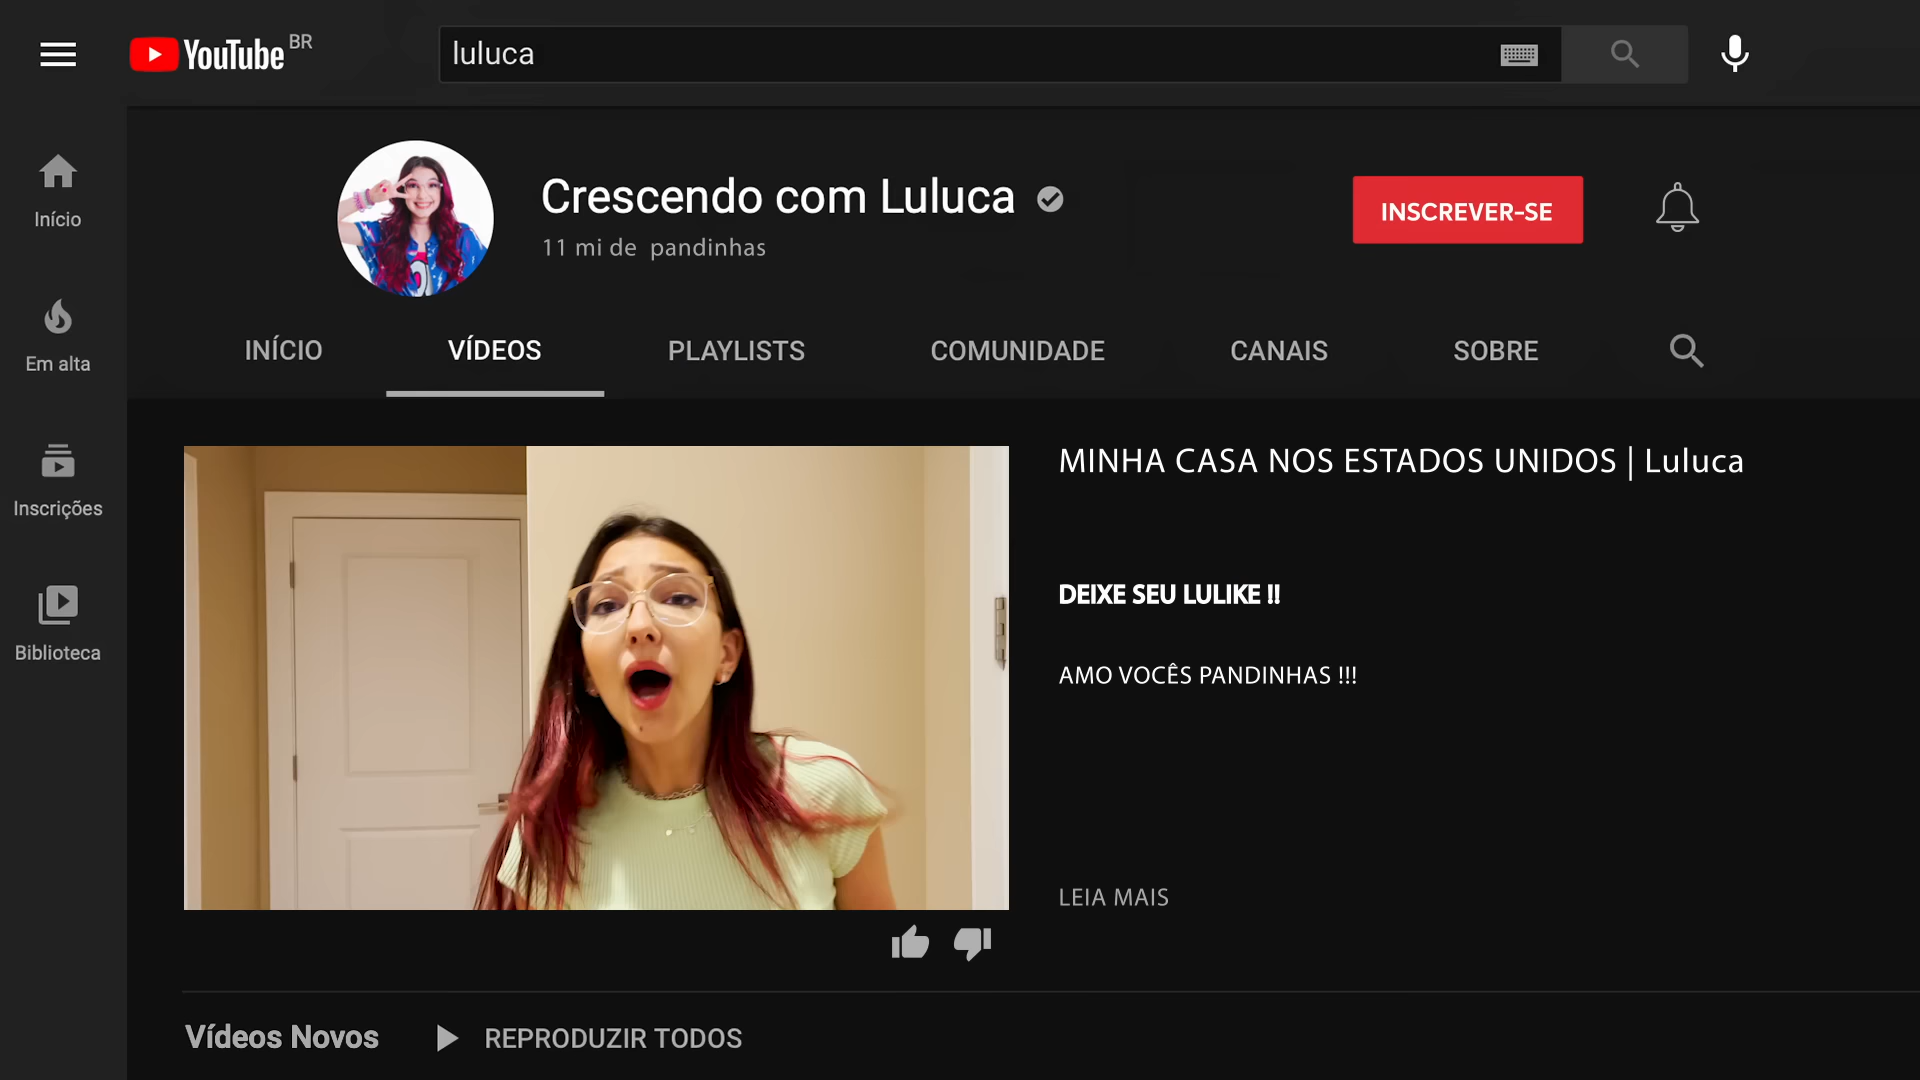 YouTube BR
luluca
Início
Em alta
Inscrições
Biblioteca
Crescendo com Luluca
11 mi de pandinhas
INSCREVER-SE
INÍCIO
VÍDEOS
PLAYLISTS
COMUNIDADE
CANAIS
SOBRE
MINHA CASA NOS ESTADOS UNIDOS | Luluca
DEIXE SEU LULIKE !!
AMO VOCÊS PANDINHAS !!!
LEIA MAIS
Vídeos Novos
REPRODUZIR TODOS